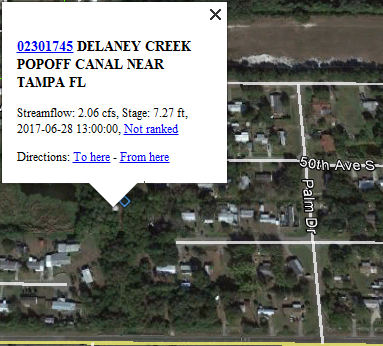 02301745 DELANEY CREEK
POPOFF CANAL NEAR
TAMPA FL
Streamflow: 2.06 cfs, Stage: 7.27 ft,
2017-06-28 13:00:00, Not ranked
Directions: To here - From here
50th Ave S
Palm Dr